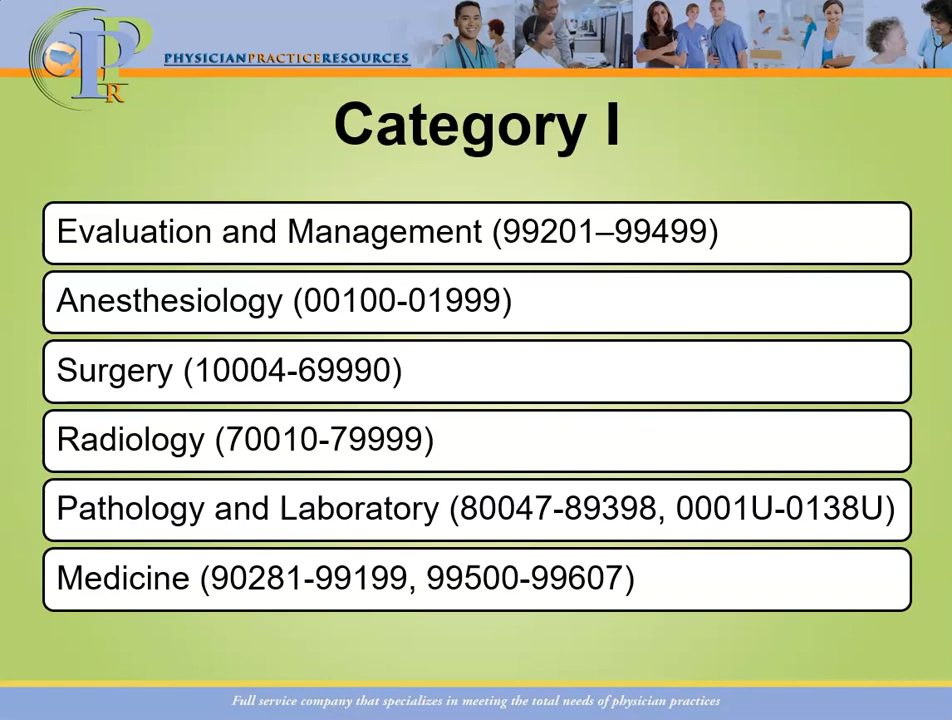 CPR
PHYSICIANPRACTICERESOURCES
Category I
Evaluation and Management (99201–99499)
Anesthesiology (00100-01999)
Surgery (10004-69990)
Radiology (70010-79999)
Pathology and Laboratory (80047-89398, 0001U-0138U)
Medicine (90281-99199, 99500-99607)
Full service company that specializes in meeting the total needs of physician practices